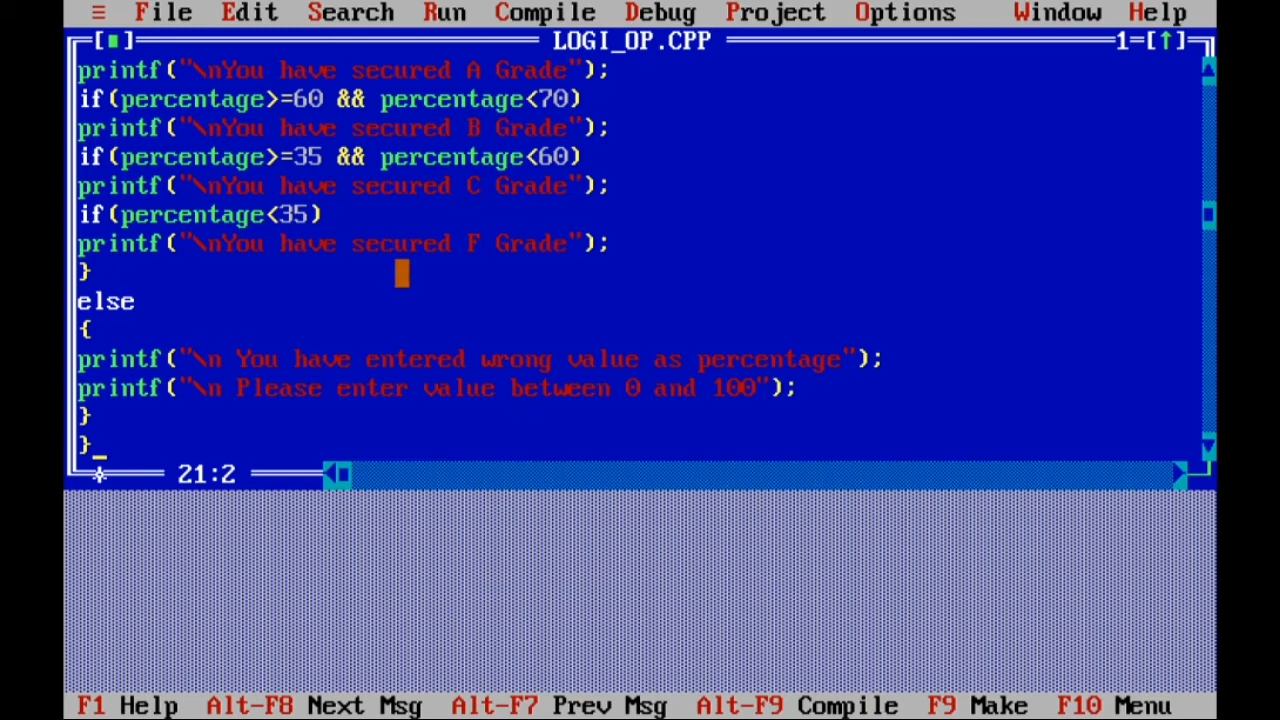 ≡ File Edit Search Run Compile Debug Project Options Window Help
[■] LOGI_OP.CPP 1=[↑]
printf("\nYou have secured A Grade");
if(percentage>=60 && percentage<70)
printf("\nYou have secured B Grade");
if(percentage>=35 && percentage<60)
printf("\nYou have secured C Grade");
if(percentage<35)
printf("\nYou have secured F Grade");
}
else
{
printf("\n You have entered wrong value as percentage");
printf("\n Please enter value between 0 and 100");
}
}_
21:2
F1 Help Alt-F8 Next Msg Alt-F7 Prev Msg Alt-F9 Compile F9 Make F10 Menu